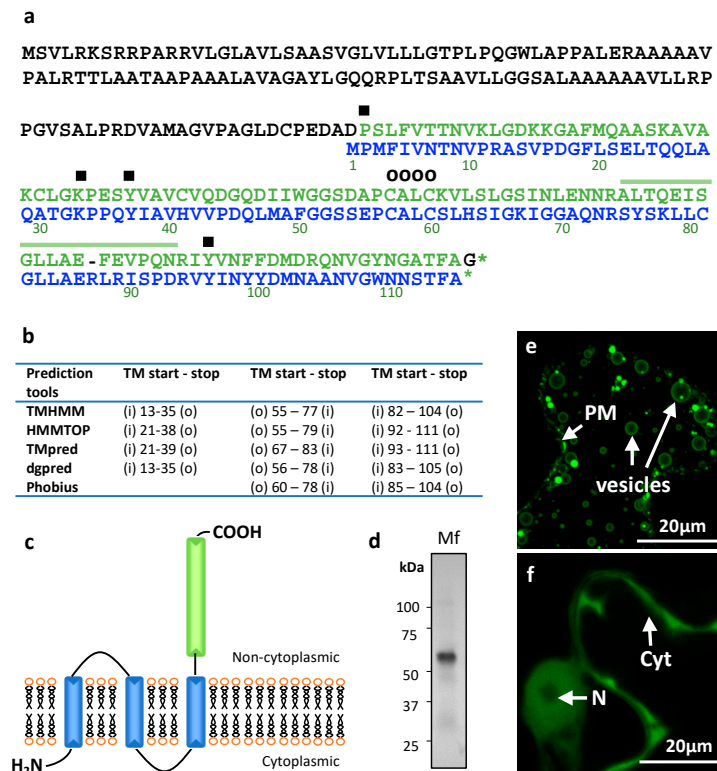 a
MSVLRKSRRPARRVLGLAVLSAASVGLVLLLGTPLPQGWLAPPALERAAAAAV
PALRTTLAATAAPAAALAVAGAYLGQQRPLTSAAVLLGGSALAAAAAAVLLRP
PGVSALPRDVAMAGVPAGLDCPEDADPSLFVTTNVKLGDKKGAFMQAASKAVA
MPMFIVNTNVPRASVPDGFLSELTQQLA
1 10 20
OOOO
KCLGKPESYVAVCVQDGQDIIWGGSDAPCALCKVLSLGSINLENNRALTQEIS
QATGKPPQYIAVHVVPDQLMAFGGSSEPCALCSLHSIGKIGGAQNRSYSKLLC
30 40 50 60 70 80
GLLAE-FEVPQNRIYVNFFDMDRQNVGYNGATFAG*
GLLAERLRISPDRVYINYYDMNAANVGWNNSTFA*
90 100 110
b
Prediction tools TM start - stop TM start - stop TM start - stop
TMHMM (i) 13-35 (o) (o) 55 – 77 (i) (i) 82 – 104 (o)
HMMTOP (i) 21-38 (o) (o) 55 – 79 (i) (i) 92 - 111 (o)
TMpred (i) 21-39 (o) (o) 67 – 83 (i) (i) 93 - 111 (o)
dgpred (i) 13-35 (o) (o) 56 – 78 (i) (i) 83 – 105 (o)
Phobius (o) 60 – 78 (i) (i) 85 – 104 (o)
c
COOH
Non-cytoplasmic
Cytoplasmic
H2N
d
Mf
kDa
100
75
50
37
25
e
PM
vesicles
20µm
f
Cyt
N
20µm